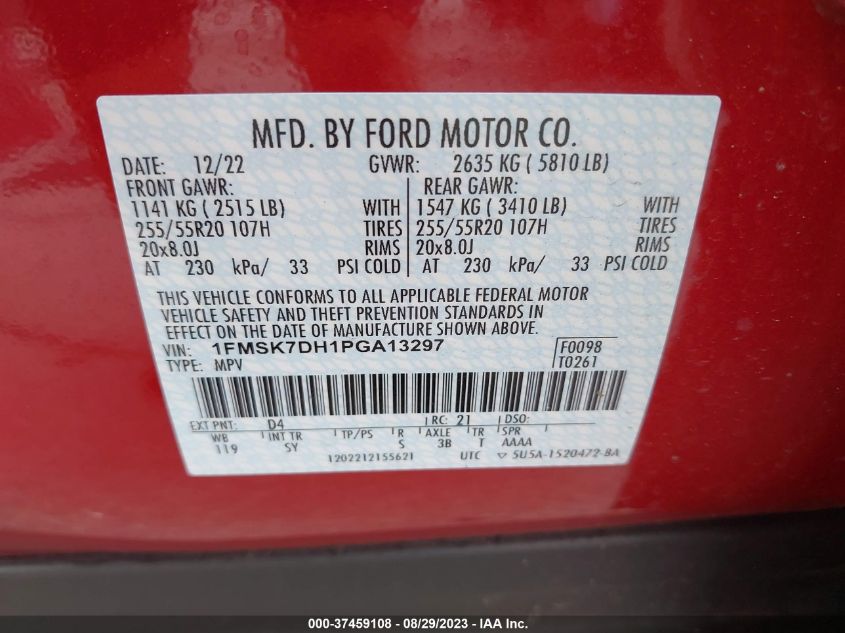 MFD. BY FORD MOTOR CO.
DATE: 12/22 GVWR: 2635 KG ( 5810 LB)
FRONT GAWR: REAR GAWR:
1141 KG ( 2515 LB) WITH 1547 KG ( 3410 LB) WITH
255/55R20 107H TIRES 255/55R20 107H TIRES
20x8.0J RIMS 20x8.0J RIMS
AT 230 kPa/ 33 PSI COLD AT 230 kPa/ 33 PSI COLD
THIS VEHICLE CONFORMS TO ALL APPLICABLE FEDERAL MOTOR
VEHICLE SAFETY AND THEFT PREVENTION STANDARDS IN
EFFECT ON THE DATE OF MANUFACTURE SHOWN ABOVE.
VIN: 1FMSK7DH1PGA13297 F0098
TYPE: MPV T0261
EXT PNT: D4 RC: 21 DSO:
WB INT TR TP/PS R AXLE TR SPR
119 SY S 3B T AAAA
1202212155621 UTC ▽ 5U5A-1520472-BA
000-37459108 - 08/29/2023 - IAA Inc.